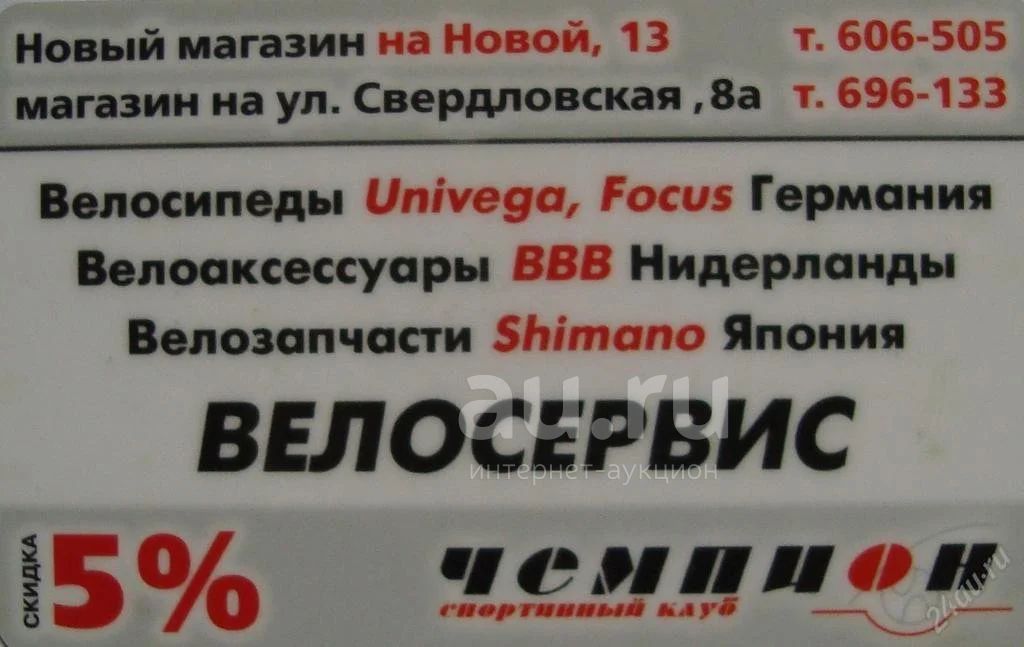 Новый магазин на Новой, 13 т. 606-505
магазин на ул. Свердловская ,8а т. 696-133
Велосипеды Univega, Focus Германия
Велоаксессуары BBB Нидерланды
Велозапчасти Shimano Япония
au.ru
ВЕЛОСЕРВИС
интернет-аукцион
СКИДКА 5%
чемпион
спортивный клуб
24au.ru